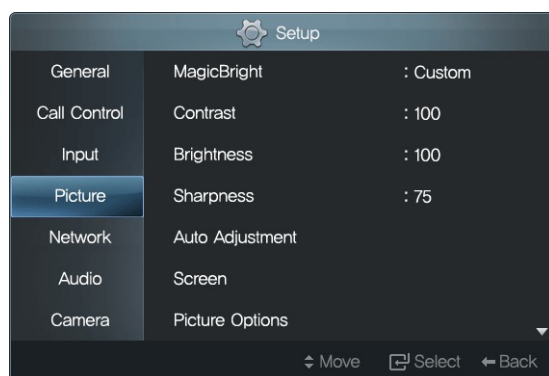 Setup
General
MagicBright : Custom
Call Control
Contrast : 100
Input
Brightness : 100
Picture
Sharpness : 75
Network
Auto Adjustment
Audio
Screen
Camera
Picture Options
Move Select Back